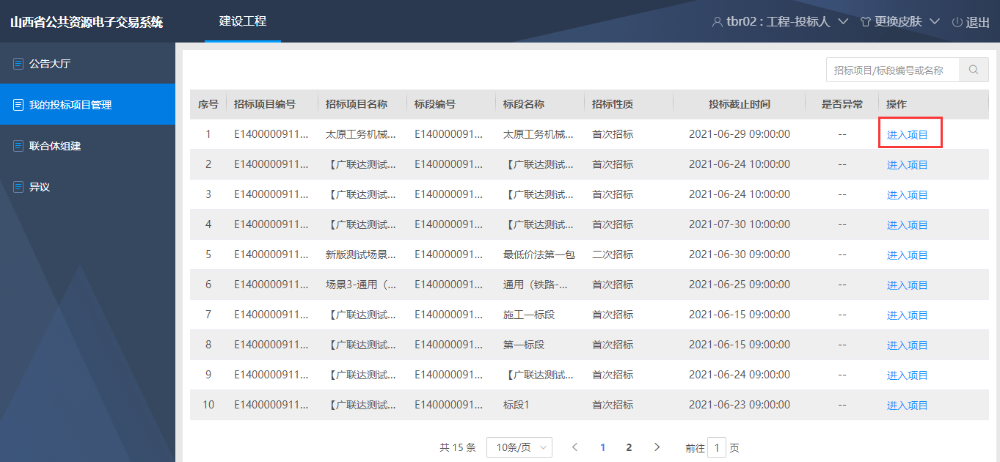 山西省公共资源电子交易系统 建设工程 tbr02 : 工程-投标人 更换皮肤 退出
公告大厅
我的投标项目管理
联合体组建
异议
招标项目/标段编号或名称
序号 招标项目编号 招标项目名称 标段编号 标段名称 招标性质 投标截止时间 是否异常 操作
1 E1400000911... 太原工务机械... E140000091... 太原工务机械... 首次招标 2021-06-29 09:00:00 -- 进入项目
2 E1400000911... 【广联达测试... E140000091... 【广联达测试... 首次招标 2021-06-24 10:00:00 -- 进入项目
3 E1400000911... 【广联达测试... E140000091... 【广联达测试... 首次招标 2021-06-24 10:00:00 -- 进入项目
4 E1400000911... 【广联达测试... E140000091... 【广联达测试... 首次招标 2021-07-30 10:00:00 -- 进入项目
5 E1400000911... 新版测试场景... E140000091... 最低价法第一包 二次招标 2021-06-30 09:00:00 -- 进入项目
6 E1400000911... 场景3-通用（... E140000091... 通用（铁路-... 首次招标 2021-06-25 09:00:00 -- 进入项目
7 E1400000911... 【广联达测试... E140000091... 施工一标段 首次招标 2021-06-15 09:00:00 -- 进入项目
8 E1400000911... 【广联达测试... E140000091... 第一标段 首次招标 2021-06-15 09:00:00 -- 进入项目
9 E1400000911... 【广联达测试... E140000091... 【广联达测试... 首次招标 2021-06-24 09:00:00 -- 进入项目
10 E1400000911... 【广联达测试... E140000091... 标段1 首次招标 2021-06-23 09:00:00 -- 进入项目
共 15 条 10条/页 1 2 前往 1 页